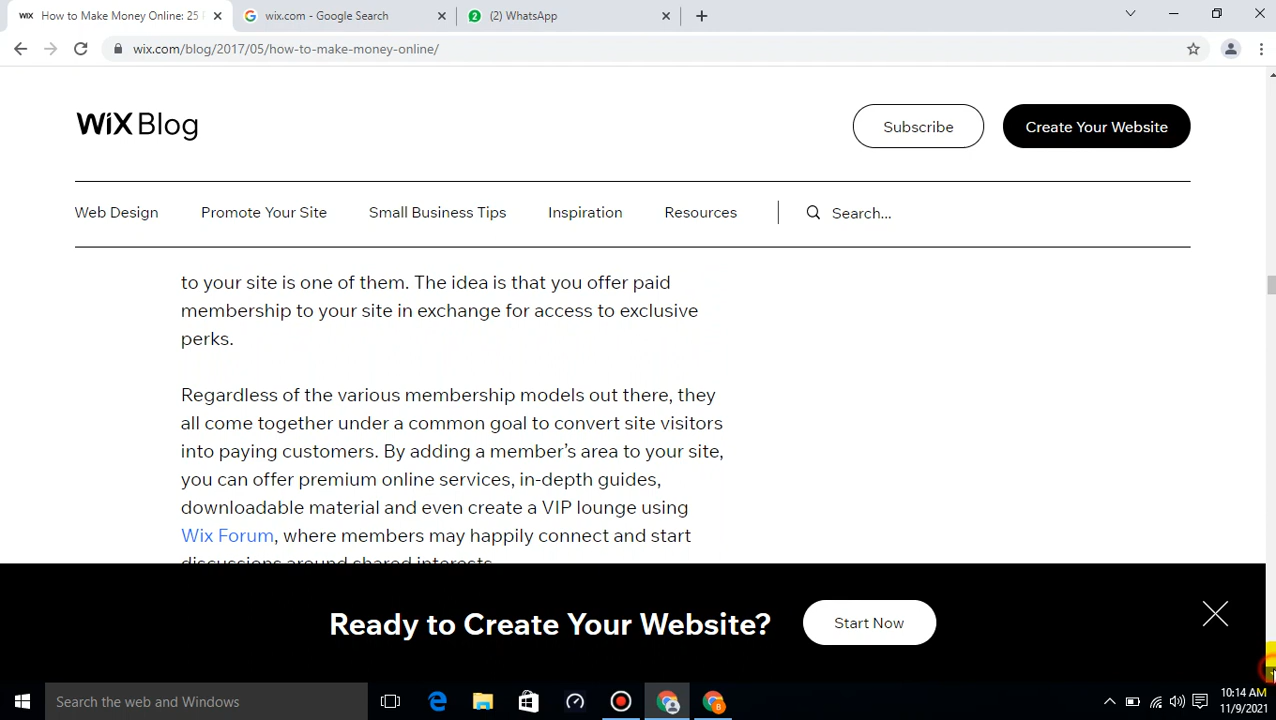 WIX How to Make Money Online: 25
wix.com - Google Search
2 (2) WhatsApp
wix.com/blog/2017/05/how-to-make-money-online/
WiX Blog
Subscribe
Create Your Website
Web Design
Promote Your Site
Small Business Tips
Inspiration
Resources
Search...
to your site is one of them. The idea is that you offer paid
membership to your site in exchange for access to exclusive
perks.
Regardless of the various membership models out there, they
all come together under a common goal to convert site visitors
into paying customers. By adding a member’s area to your site,
you can offer premium online services, in-depth guides,
downloadable material and even create a VIP lounge using
Wix Forum, where members may happily connect and start
discussions around shared interests.
Ready to Create Your Website?
Start Now
Search the web and Windows
10:14 AM
11/9/2021